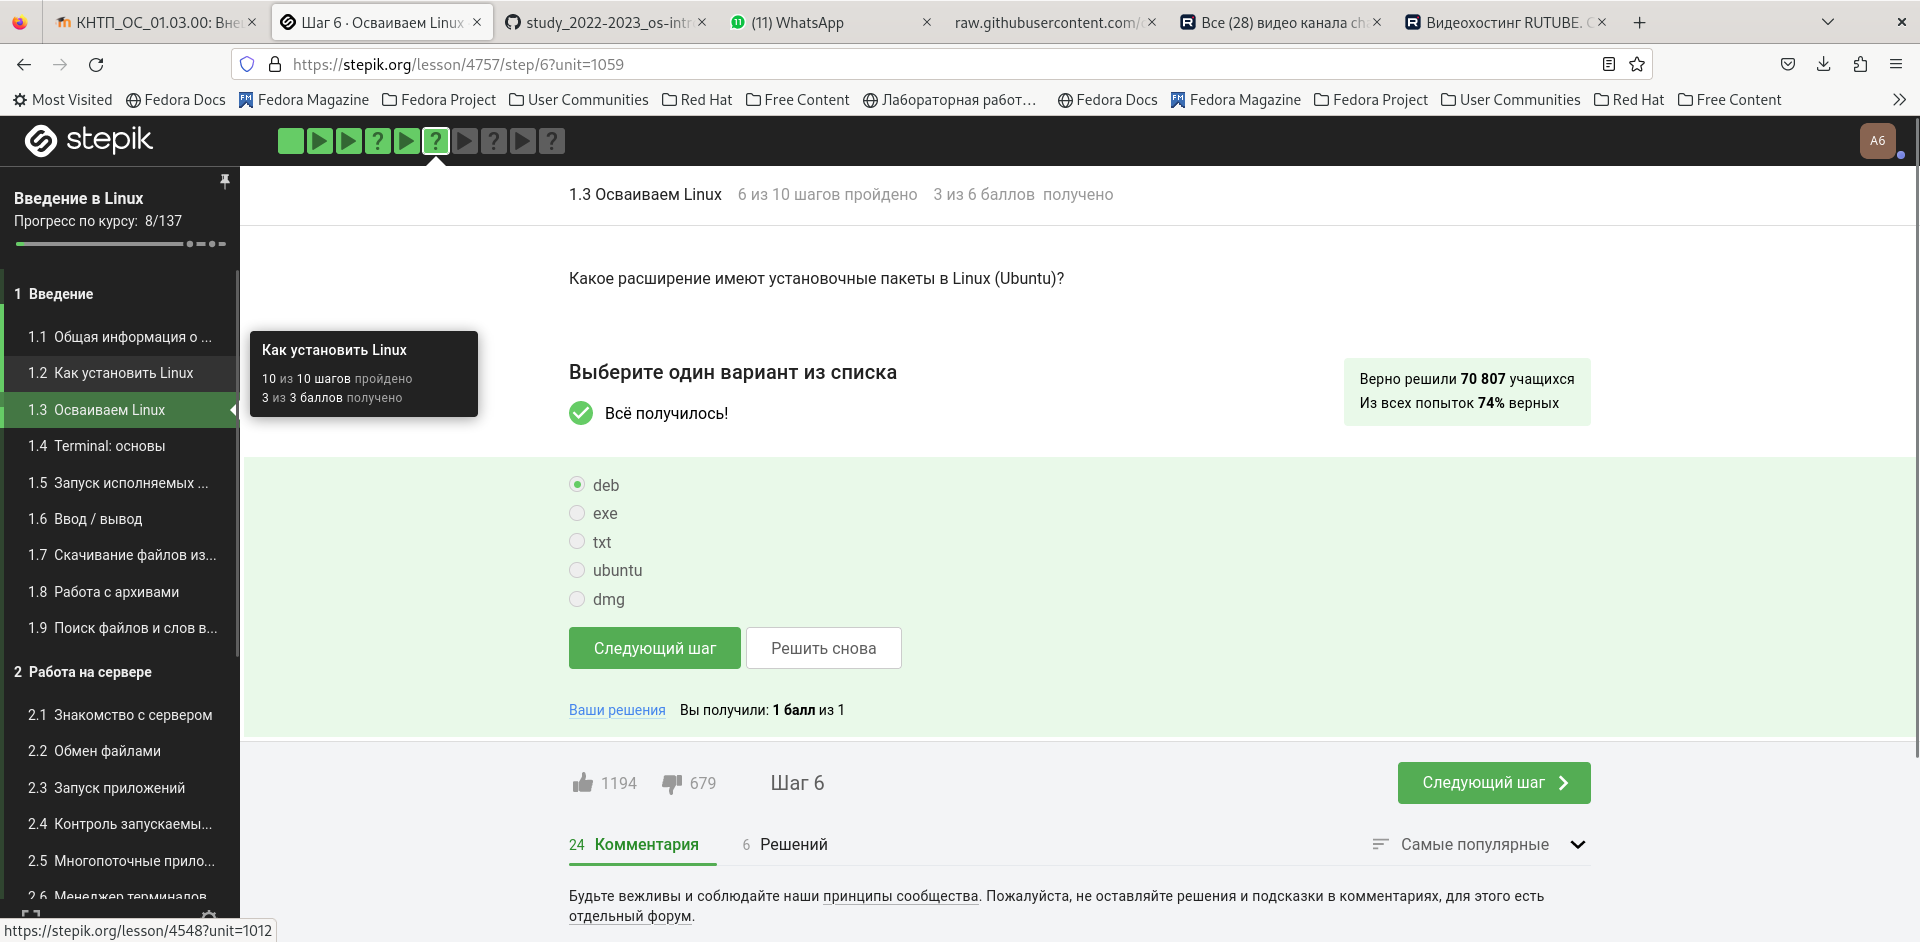 КНТП_ОС_01.03.00: Вне
Шаг 6 · Осваиваем Linux
study_2022-2023_os-intr
(11) WhatsApp
raw.githubusercontent.com/
Все (28) видео канала
Видеохостинг RUTUBE.
https://stepik.org/lesson/4757/step/6?unit=1059
Most Visited
Fedora Docs
Fedora Magazine
Fedora Project
User Communities
Red Hat
Free Content
Лабораторная работ...
Fedora Docs
Fedora Magazine
Fedora Project
User Communities
Red Hat
Free Content
stepik
A6
Введение в Linux
Прогресс по курсу: 8/137
1 Введение
1.1 Общая информация о ...
1.2 Как установить Linux
1.3 Осваиваем Linux
1.4 Terminal: основы
1.5 Запуск исполняемых ...
1.6 Ввод / вывод
1.7 Скачивание файлов из...
1.8 Работа с архивами
1.9 Поиск файлов и слов в...
2 Работа на сервере
2.1 Знакомство с сервером
2.2 Обмен файлами
2.3 Запуск приложений
2.4 Контроль запускаемы...
2.5 Многопоточные прило...
2.6 Менеджер терминалов
https://stepik.org/lesson/4548?unit=1012
Как установить Linux
10 из 10 шагов пройдено
3 из 3 баллов получено
1.3 Осваиваем Linux 6 из 10 шагов пройдено 3 из 6 баллов получено
Какое расширение имеют установочные пакеты в Linux (Ubuntu)?
Выберите один вариант из списка
Всё получилось!
Верно решили 70 807 учащихся
Из всех попыток 74% верных
deb
exe
txt
ubuntu
dmg
Следующий шаг
Решить снова
Ваши решения Вы получили: 1 балл из 1
1194
679
Шаг 6
Следующий шаг
24 Комментария
6 Решений
Самые популярные
Будьте вежливы и соблюдайте наши принципы сообщества. Пожалуйста, не оставляйте решения и подсказки в комментариях, для этого есть
отдельный форум.